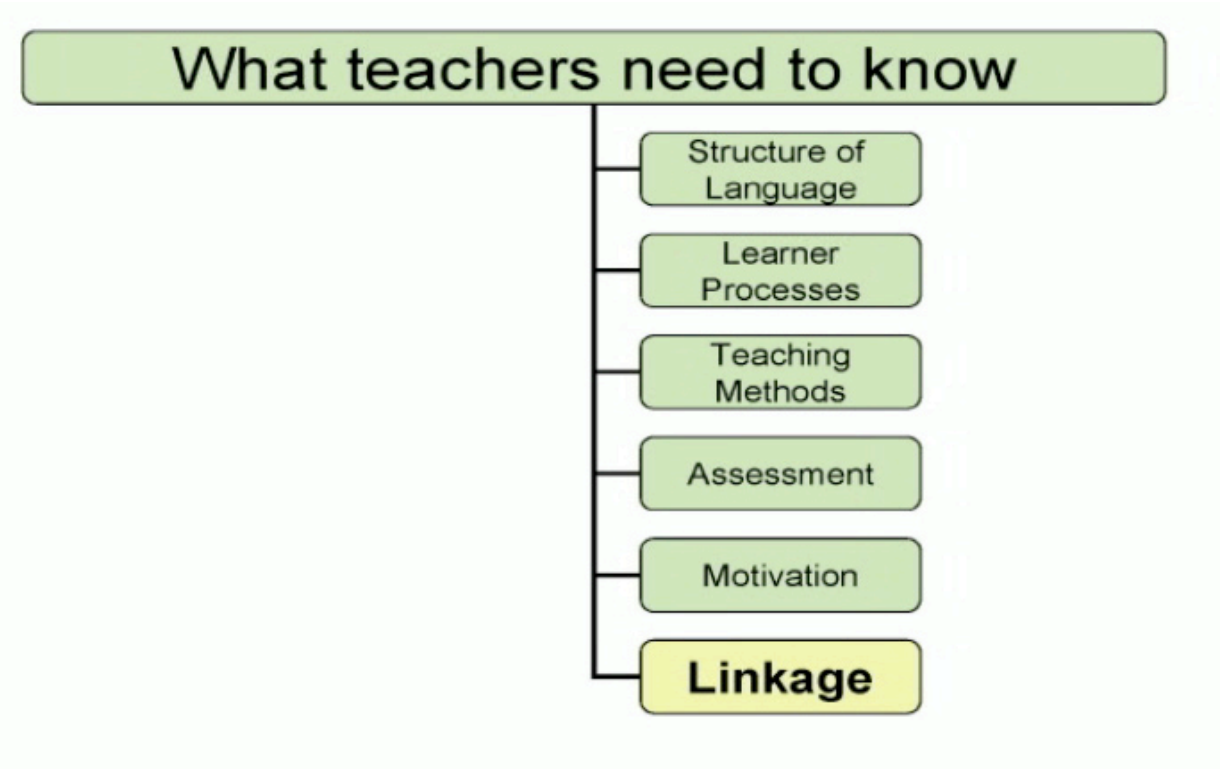 What teachers need to know
Structure of
Language
Learner
Processes
Teaching
Methods
Assessment
Motivation
Linkage